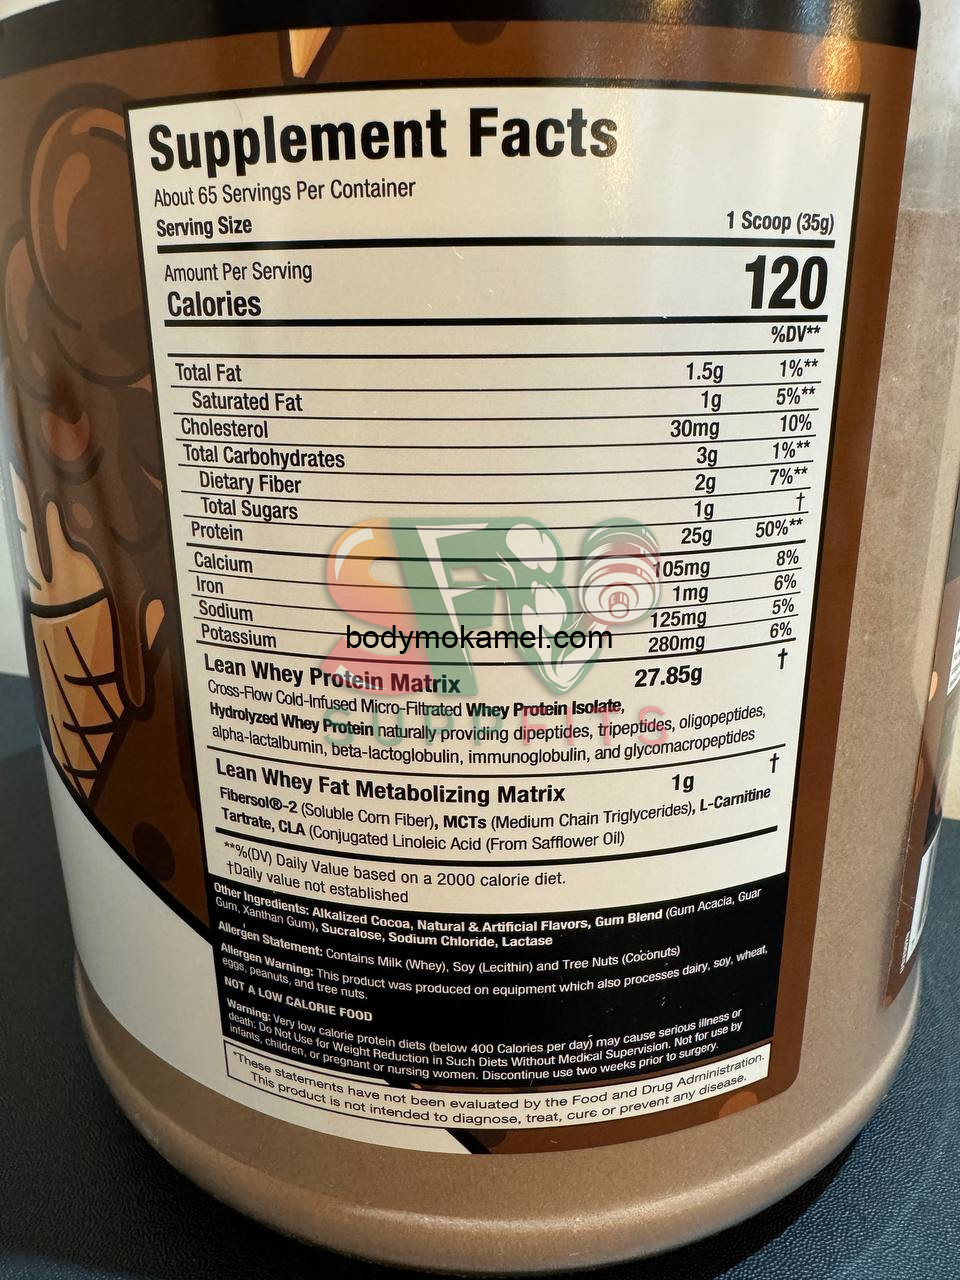 Supplement Facts
About 65 Servings Per Container
Serving Size 1 Scoop (35g)
Amount Per Serving
Calories 120
%DV**
Total Fat 1.5g 1%**
Saturated Fat 1g 5%**
Cholesterol 30mg 10%
Total Carbohydrates 3g 1%**
Dietary Fiber 2g 7%**
Total Sugars 1g †
Protein 25g 50%**
Calcium 105mg 8%
Iron 1mg 6%
Sodium 125mg 5%
Potassium 280mg 6%
bodymokamel.com
Lean Whey Protein Matrix 27.85g †
Cross-Flow Cold-Infused Micro-Filtrated Whey Protein Isolate,
Hydrolyzed Whey Protein naturally providing dipeptides, tripeptides, oligopeptides,
alpha-lactalbumin, beta-lactoglobulin, immunoglobulin, and glycomacropeptides
SUPPFITS
Lean Whey Fat Metabolizing Matrix 1g †
Fibersol®-2 (Soluble Corn Fiber), MCTs (Medium Chain Triglycerides), L-Carnitine
Tartrate, CLA (Conjugated Linoleic Acid (From Safflower Oil)
**%(DV) Daily Value based on a 2000 calorie diet.
†Daily value not established
Other Ingredients: Alkalized Cocoa, Natural & Artificial Flavors, Gum Blend (Gum Acacia, Guar
Gum, Xanthan Gum), Sucralose, Sodium Chloride, Lactase
Allergen Statement: Contains Milk (Whey), Soy (Lecithin) and Tree Nuts (Coconuts)
Allergen Warning: This product was produced on equipment which also processes dairy, soy, wheat,
eggs, peanuts, and tree nuts.
NOT A LOW CALORIE FOOD
Warning: Very low calorie protein diets (below 400 Calories per day) may cause serious illness or
death. Do Not Use for Weight Reduction in Such Diets Without Medical Supervision. Not for use by
infants, children, or pregnant or nursing women. Discontinue use two weeks prior to surgery.
*These statements have not been evaluated by the Food and Drug Administration.
This product is not intended to diagnose, treat, cure or prevent any disease.